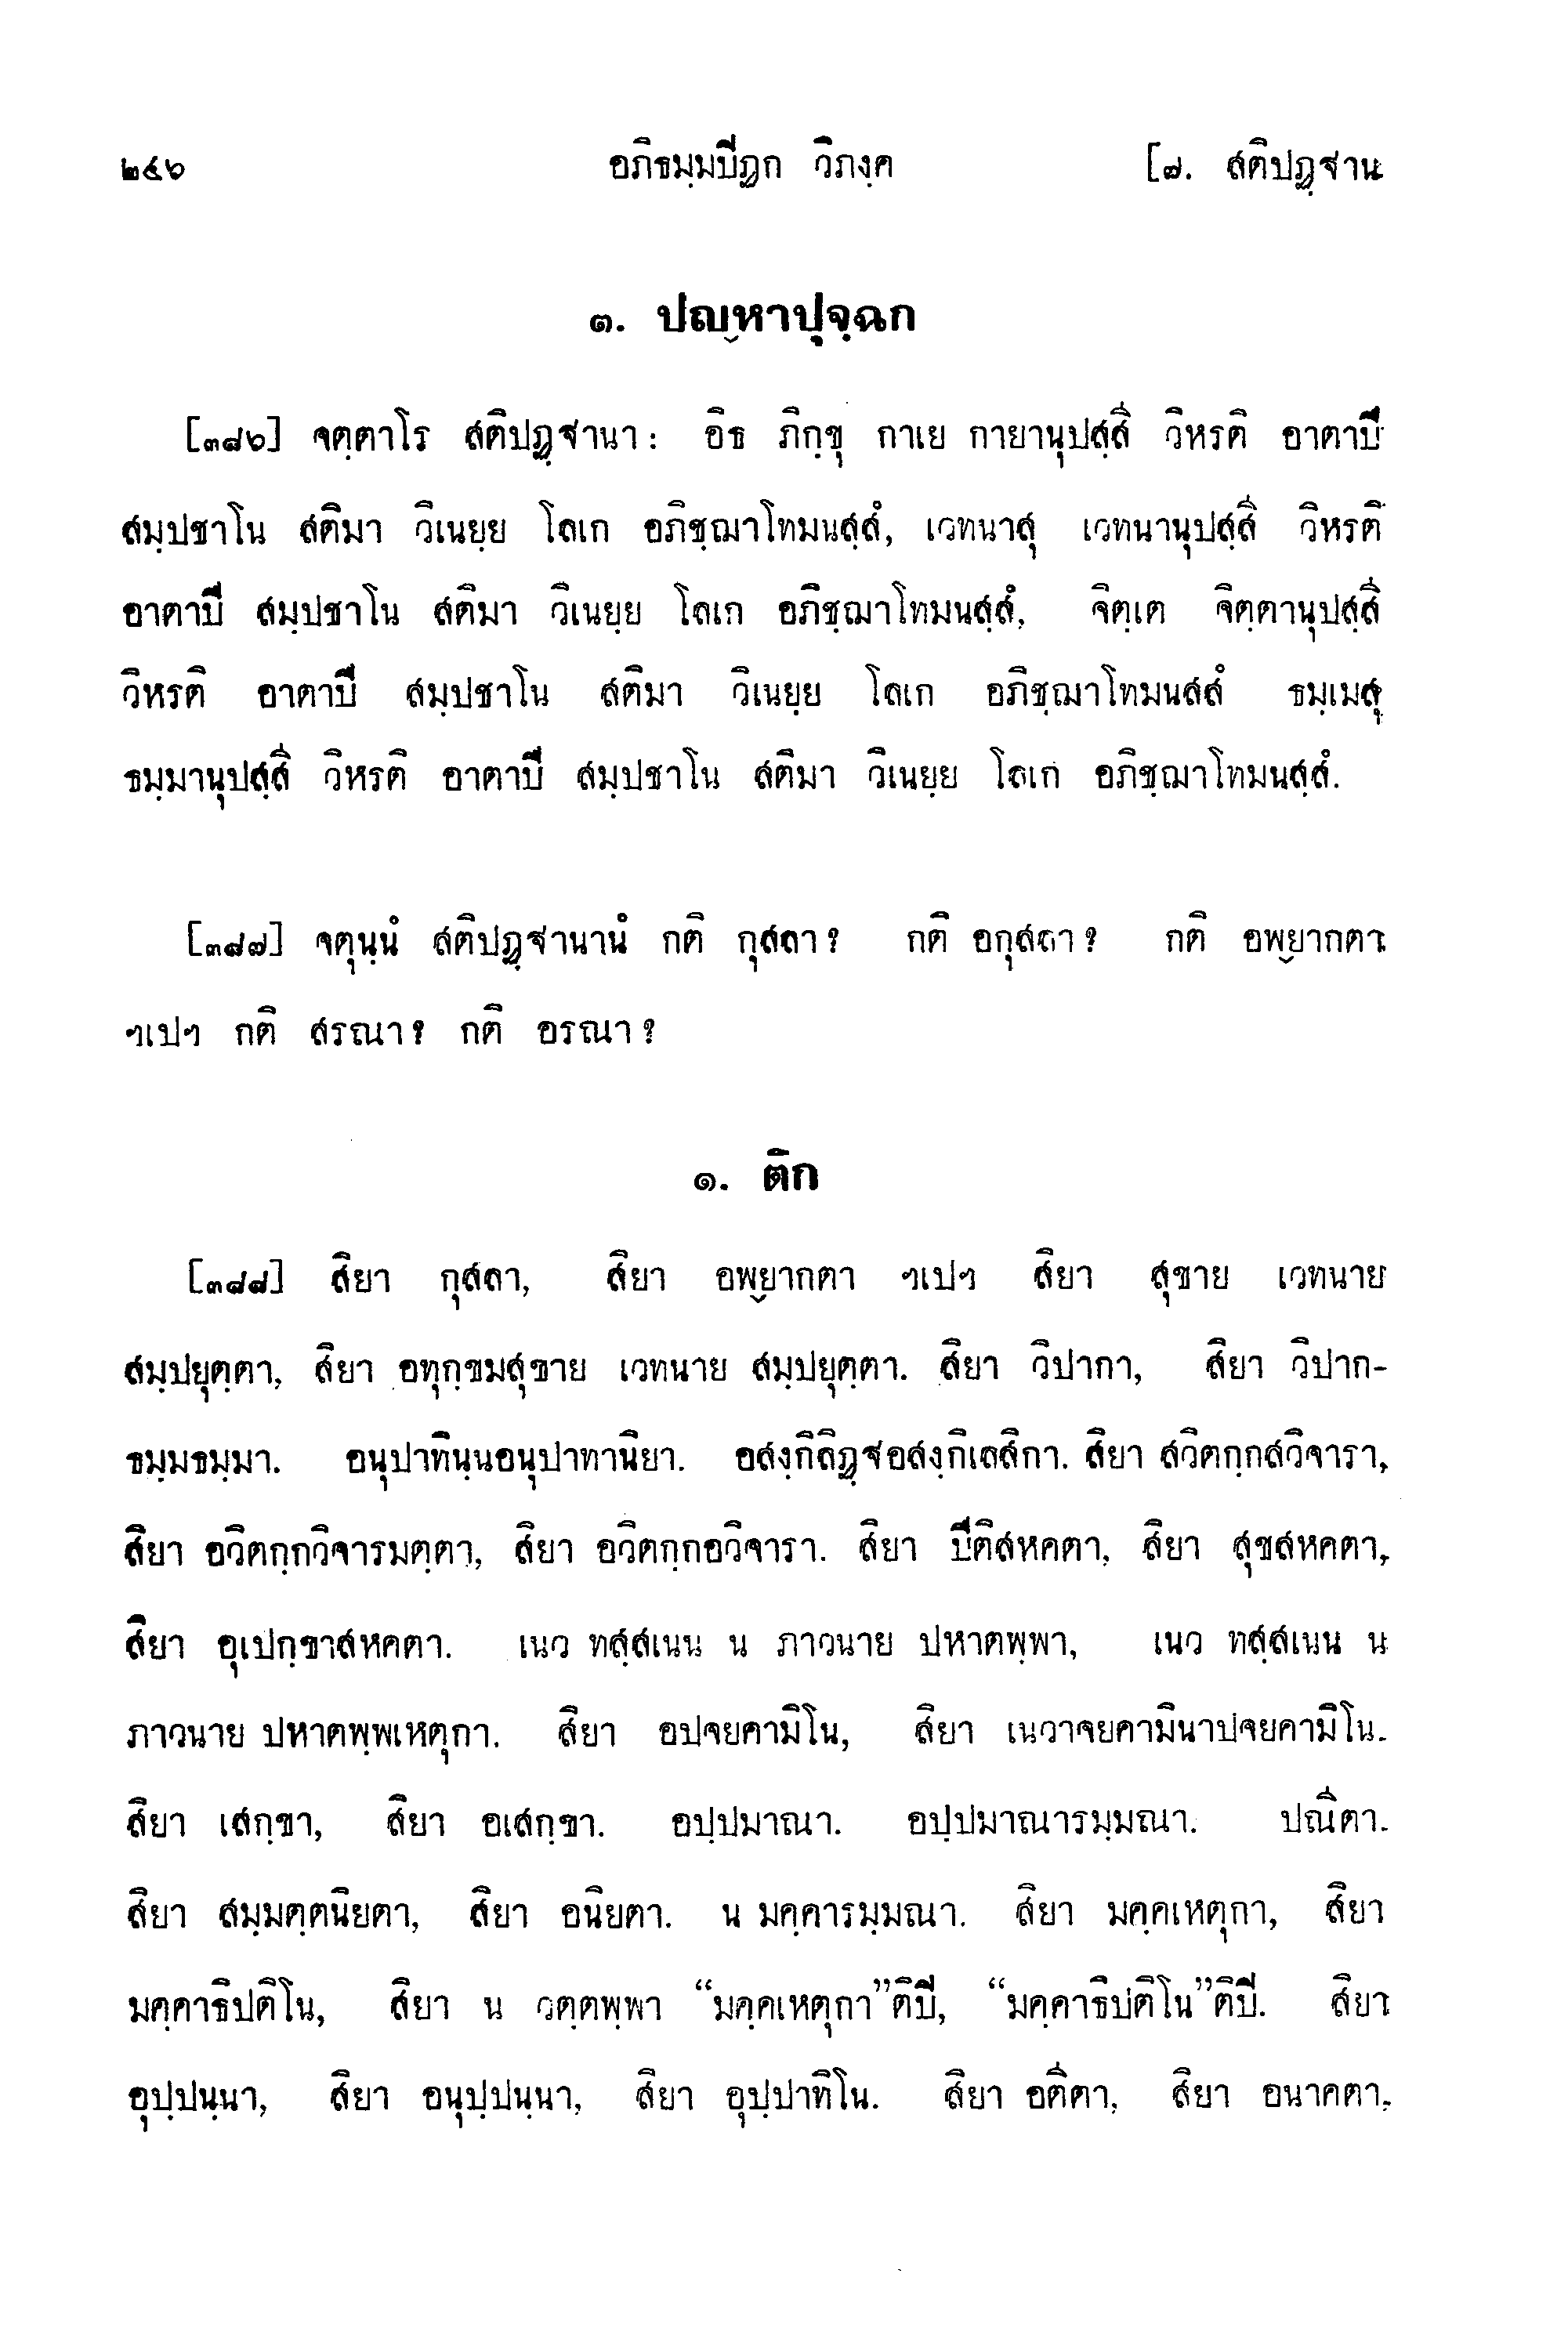 ๒๔๖ อภิธมฺมปิฏก วิภงฺค [๗. สติปฏฺฐาน
๓. ปญฺหาปุจฺฉก
[๓๘๖] จตฺตาโร สติปฏฺฐานา: อิธ ภิกฺขุ กาเย กายานุปสฺสี วิหรติ อาตาปี
สมฺปชาโน สติมา วิเนยฺย โลเก อภิชฺฌาโทมนสฺสํ, เวทนาสุ เวทนานุปสฺสี วิหรติ
อาตาปี สมฺปชาโน สติมา วิเนยฺย โลเก อภิชฺฌาโทมนสฺสํ, จิตฺเต จิตฺตานุปสฺสี
วิหรติ อาตาปี สมฺปชาโน สติมา วิเนยฺย โลเก อภิชฺฌาโทมนสสํ ธมฺเมสุ
ธมฺมานุปสฺสี วิหรติ อาตาปี สมฺปชาโน สติมา วิเนยฺย โลเก อภิชฺฌาโทมนสฺสํ.
[๓๘๗] จตุนฺนํ สติปฏฺฐานานํ กติ กุสลา? กติ อกุสลา? กติ อพฺยากตา
ฯเปฯ กติ สรณา? กติ อรณา?
๑. ติก
[๓๘๘] สิยา กุสลา, สิยา อพฺยากตา ฯเปฯ สิยา สุขาย เวทนาย
สมฺปยุตฺตา, สิยา อทุกฺขมสุขาย เวทนาย สมฺปยุตฺตา. สิยา วิปากา, สิยา วิปาก-
ธมฺมธมฺมา. อนุปาทินฺนอนุปาทานิยา. อสงฺกิลิฏฺฐอสงฺกิเลสิกา. สิยา สวิตกฺกสวิจารา,
สิยา อวิตกฺกวิจารมตฺตา, สิยา อวิตกฺกอวิจารา. สิยา ปีติสหคตา, สิยา สุขสหคตา,
สิยา อุเปกฺขาสหคตา. เนว ทสฺสเนน น ภาวนาย ปหาตพฺพา, เนว ทสฺสเนน น
ภาวนาย ปหาตพฺพเหตุกา. สิยา อปจยคามิโน, สิยา เนวาจยคามินาปจยคามิโน.
สิยา เสกฺขา, สิยา อเสกฺขา. อปฺปมาณา. อปฺปมาณารมฺมณา. ปณีตา.
สิยา สมฺมตฺตนิยตา, สิยา อนิยตา. น มคฺคารมฺมณา. สิยา มคฺคเหตุกา, สิยา
มคฺคาธิปติโน, สิยา น วตฺตพฺพา “มคฺคเหตุกา”ติปิ, “มคฺคาธิปติโน”ติปิ. สิยา
อุปฺปนฺนา, สิยา อนุปฺปนฺนา, สิยา อุปฺปาทิโน. สิยา อตีตา, สิยา อนาคตา,